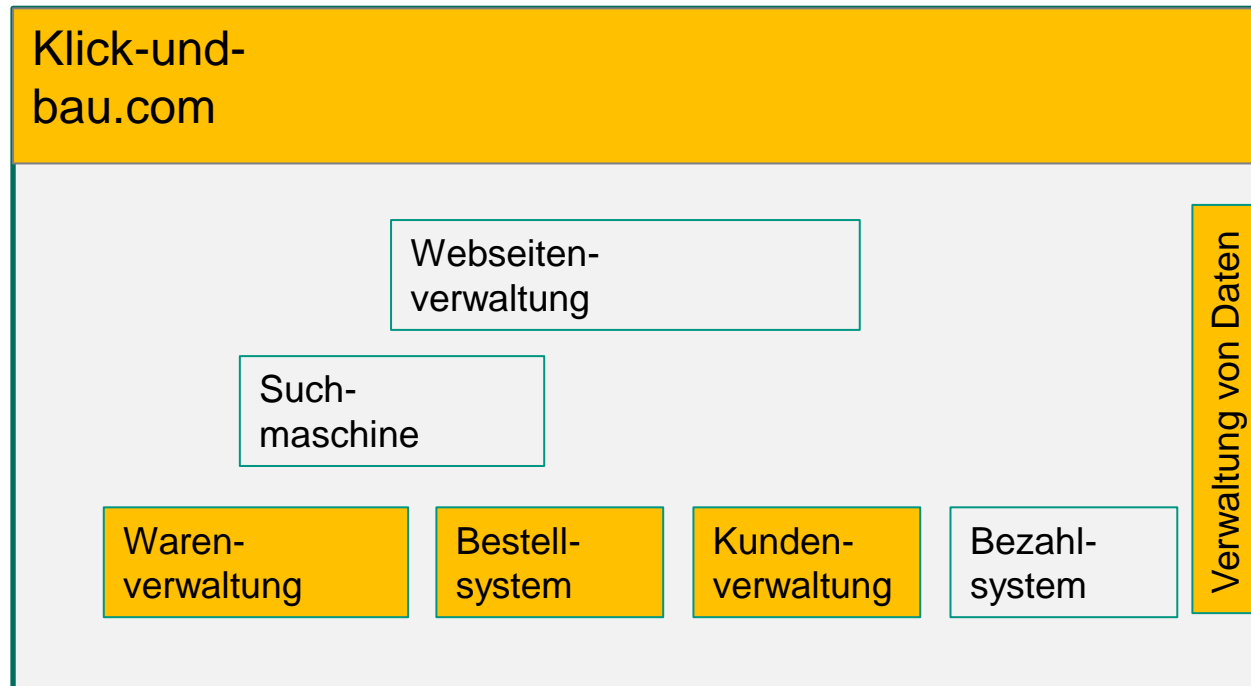 Klick-und-
bau.com
Webseiten-
verwaltung
Such-
maschine
Waren-
verwaltung
Bestell-
system
Kunden-
verwaltung
Bezahl-
system
Verwaltung von Daten